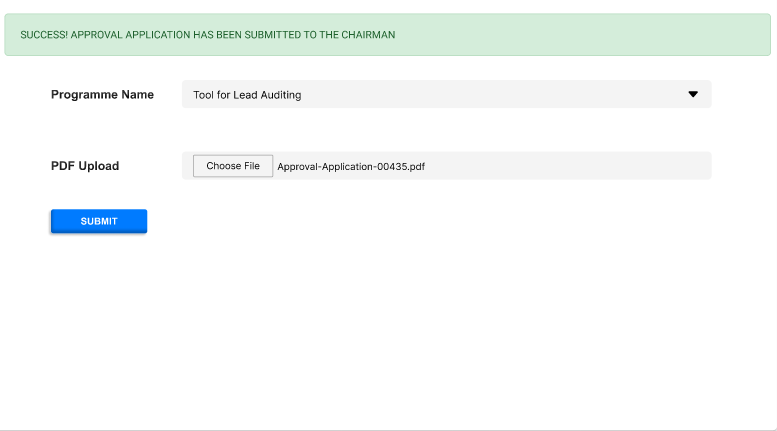 SUCCESS! APPROVAL APPLICATION HAS BEEN SUBMITTED TO THE CHAIRMAN
Programme Name Tool for Lead Auditing
PDF Upload Choose File Approval-Application-00435.pdf
SUBMIT